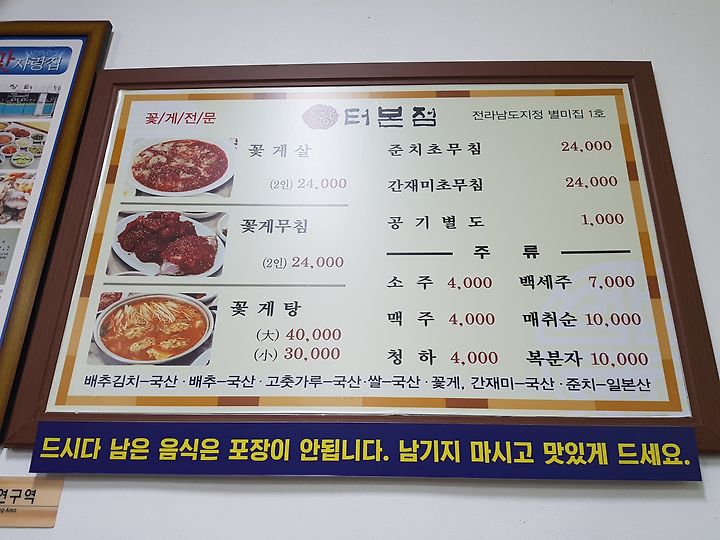 자랑점
꽃/게/전/문
장터본점
전라남도지정 별미집 1호
꽃게살
(2인) 24,000
꽃게무침
(2인) 24,000
꽃게탕
(大) 40,000
(小) 30,000
준치초무침 24,000
간재미초무침 24,000
공기별도 1,000
주류
소주 4,000 백세주 7,000
맥주 4,000 매취순 10,000
청하 4,000 복분자 10,000
배추김치-국산·배추-국산·고춧가루-국산·쌀-국산·꽃게, 간재미-국산·준치-일본산
드시다 남은 음식은 포장이 안됩니다. 남기지 마시고 맛있게 드세요.
연구역